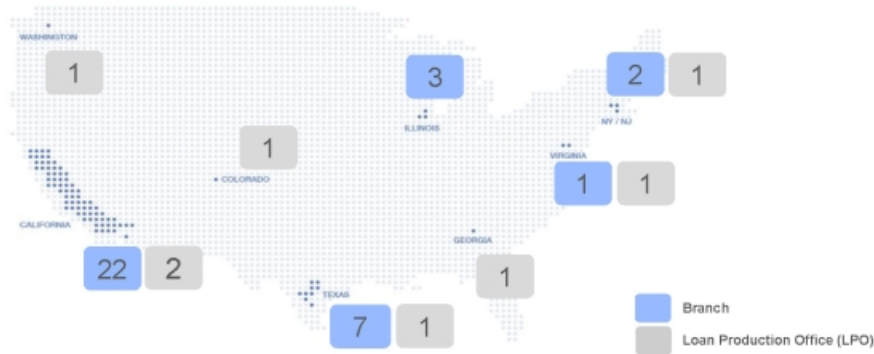 WASHINGTON
1
3
ILLINOIS
2 1
NY / NJ
1
COLORADO
VIRGINIA
1 1
CALIFORNIA
22 2
GEORGIA
1
TEXAS
7 1
Branch
Loan Production Office (LPO)